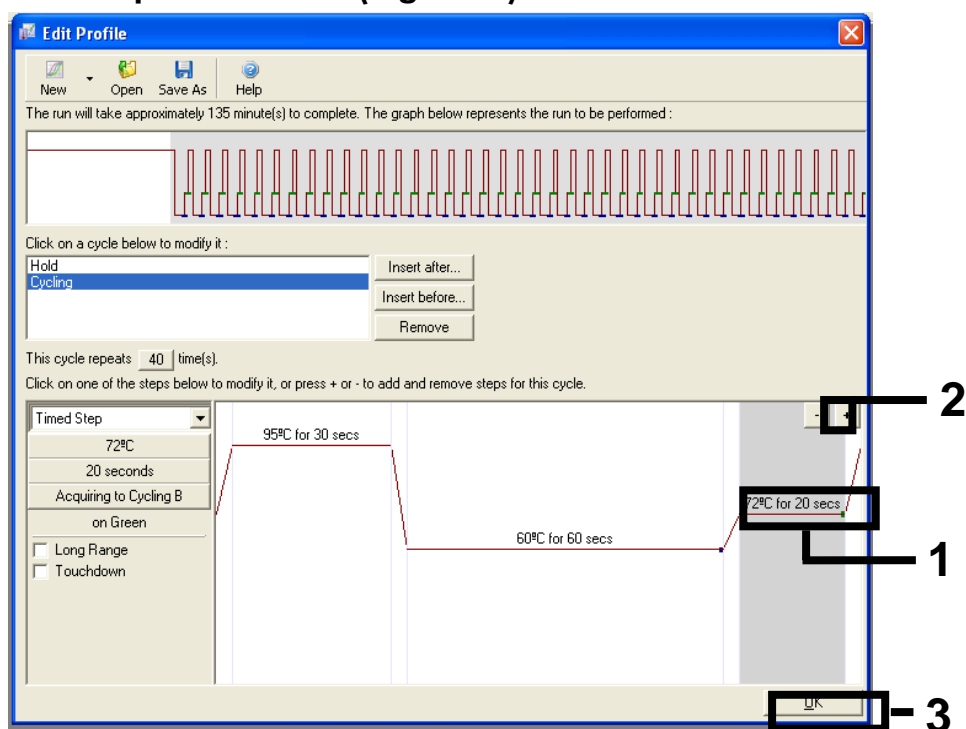 Edit Profile
New Open Save As Help
The run will take approximately 135 minute(s) to complete. The graph below represents the run to be performed :
Click on a cycle below to modify it :
Hold
Cycling
Insert after...
Insert before...
Remove
This cycle repeats 40 time(s).
Click on one of the steps below to modify it, or press + or - to add and remove steps for this cycle.
Timed Step
72ºC
20 seconds
Acquiring to Cycling B
on Green
Long Range
Touchdown
95ºC for 30 secs
60ºC for 60 secs
72ºC for 20 secs
- +
2
1
OK
3